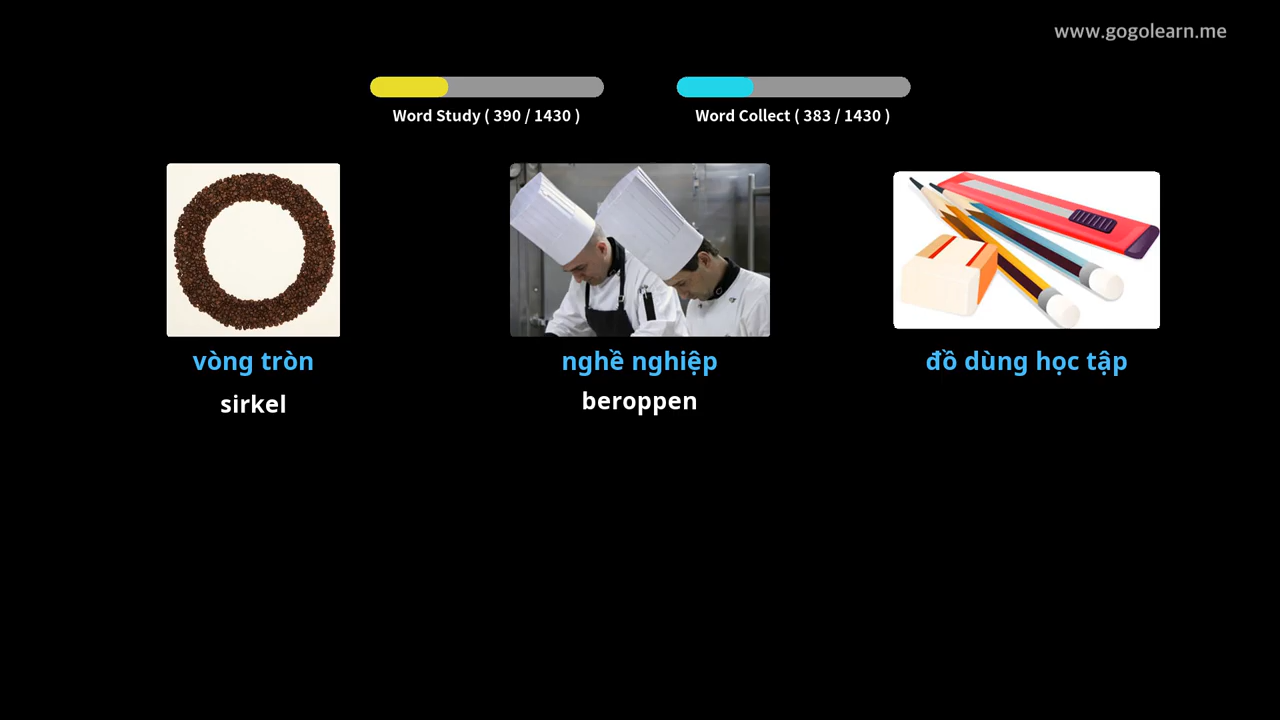 www.gogolearn.me
Word Study ( 390 / 1430 )
Word Collect ( 383 / 1430 )
vòng tròn
sirkel
nghề nghiệp
beroppen
đồ dùng học tập